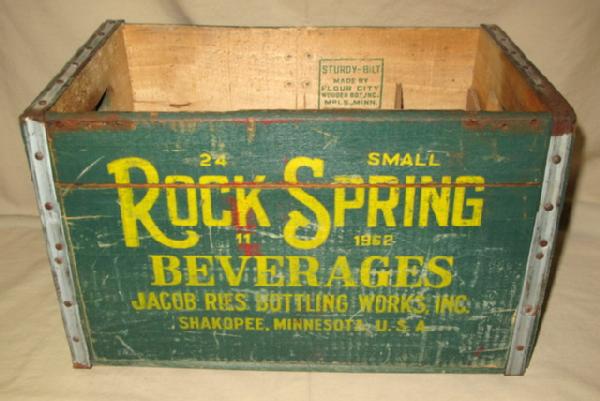 STURDY-BILT
MADE BY
FLOUR CITY
WOODEN BOX, INC.
MPLS., MINN.
24 SMALL
ROCK SPRING
11 1962
BEVERAGES
JACOB RIES BOTTLING WORKS, INC.
SHAKOPEE, MINNESOTA, U.S.A.